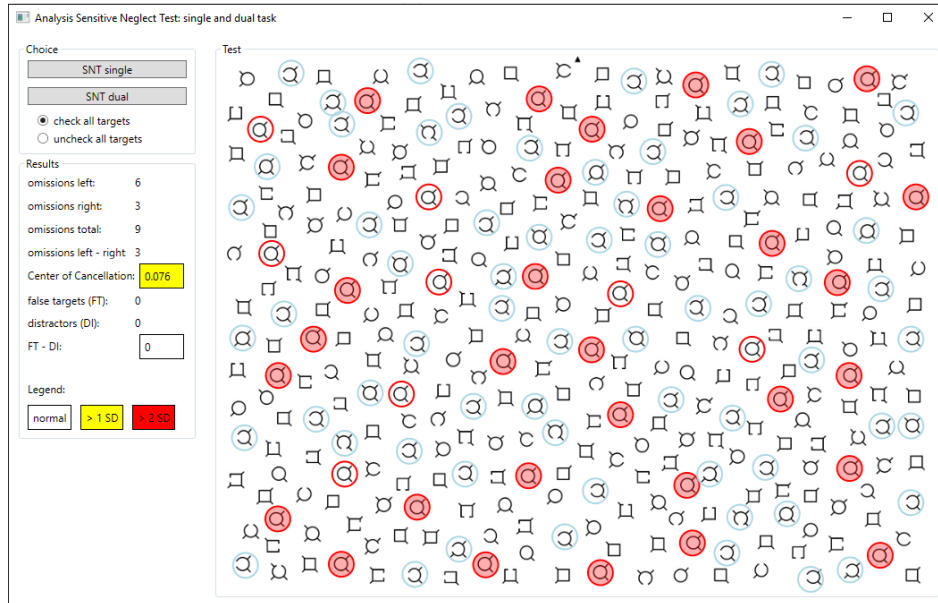 Analysis Sensitive Neglect Test: single and dual task
Choice
SNT single
SNT dual
check all targets
uncheck all targets
Results
omissions left: 6
omissions right: 3
omissions total: 9
omissions left - right 3
Center of Cancellation: 0.076
false targets (FT): 0
distractors (DI): 0
FT - DI: 0
Legend:
normal > 1 SD > 2 SD
Test